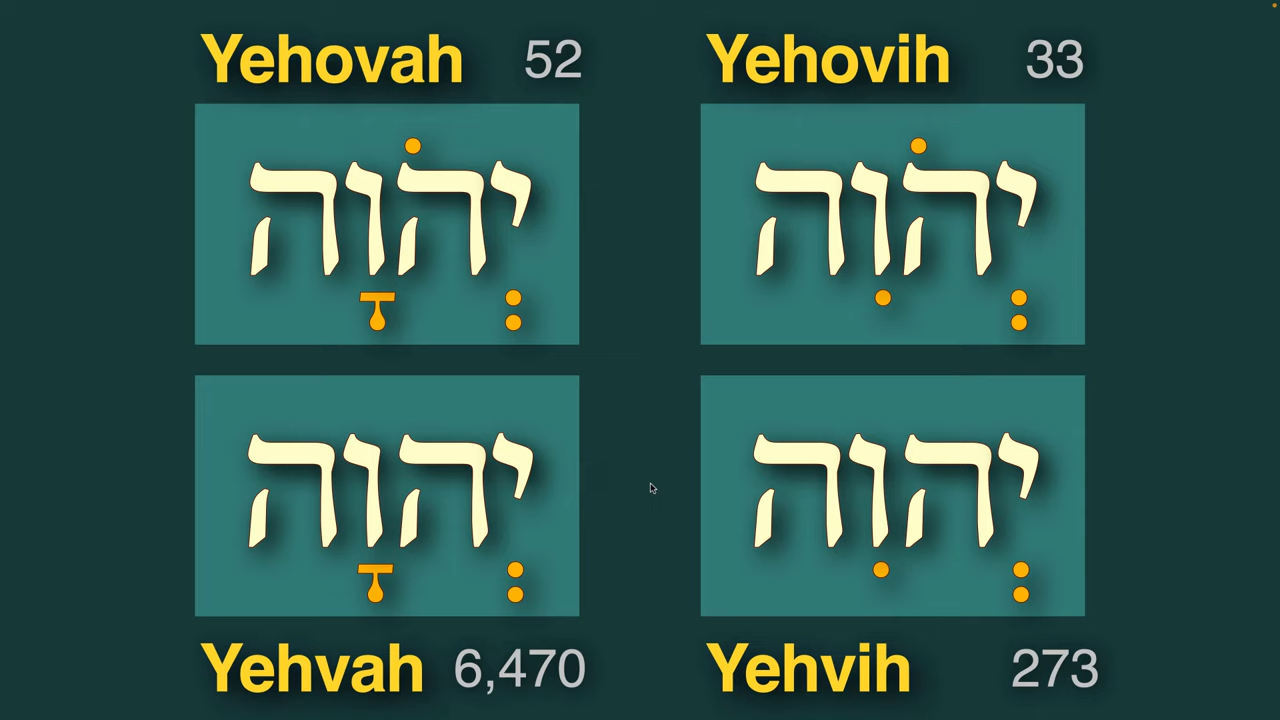 Yehovah 52
Yehovih 33
יְהֹוָה
יְהֹוִה
יְהוָה
יְהוִה
Yehvah 6,470
Yehvih 273